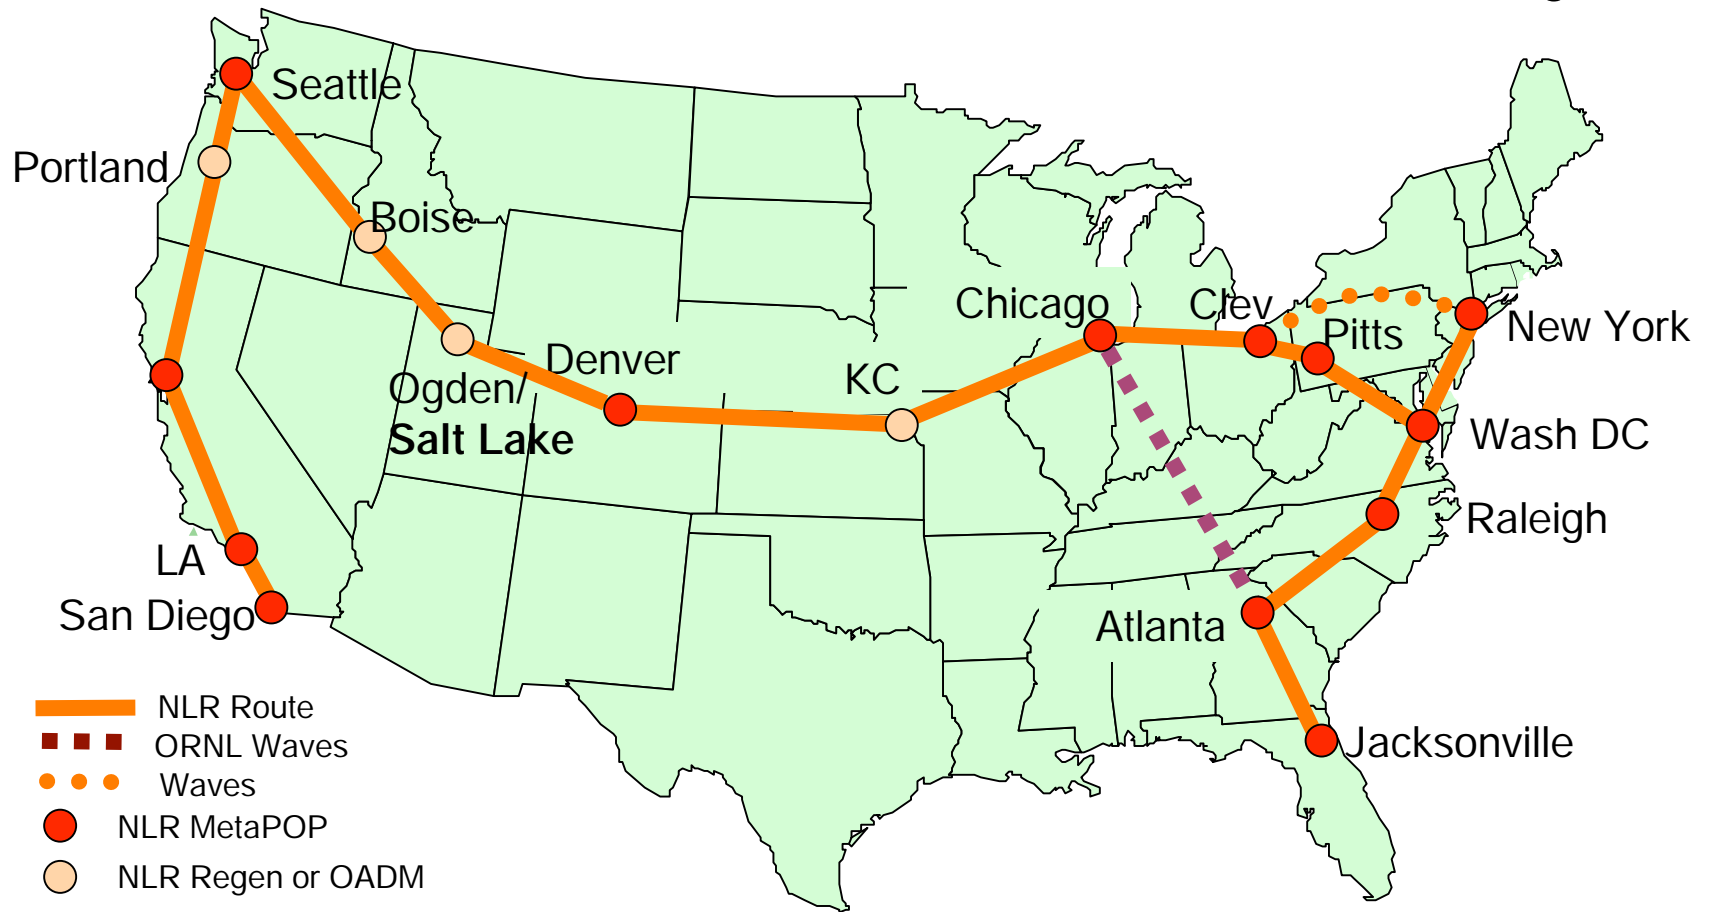 Seattle
Portland
Boise
Chicago
Clev
New York
Pitts
Denver
KC
Ogden/
Salt Lake
Wash DC
Raleigh
LA
San Diego
Atlanta
NLR Route
ORNL Waves
Jacksonville
Waves
NLR MetaPOP
NLR Regen or OADM